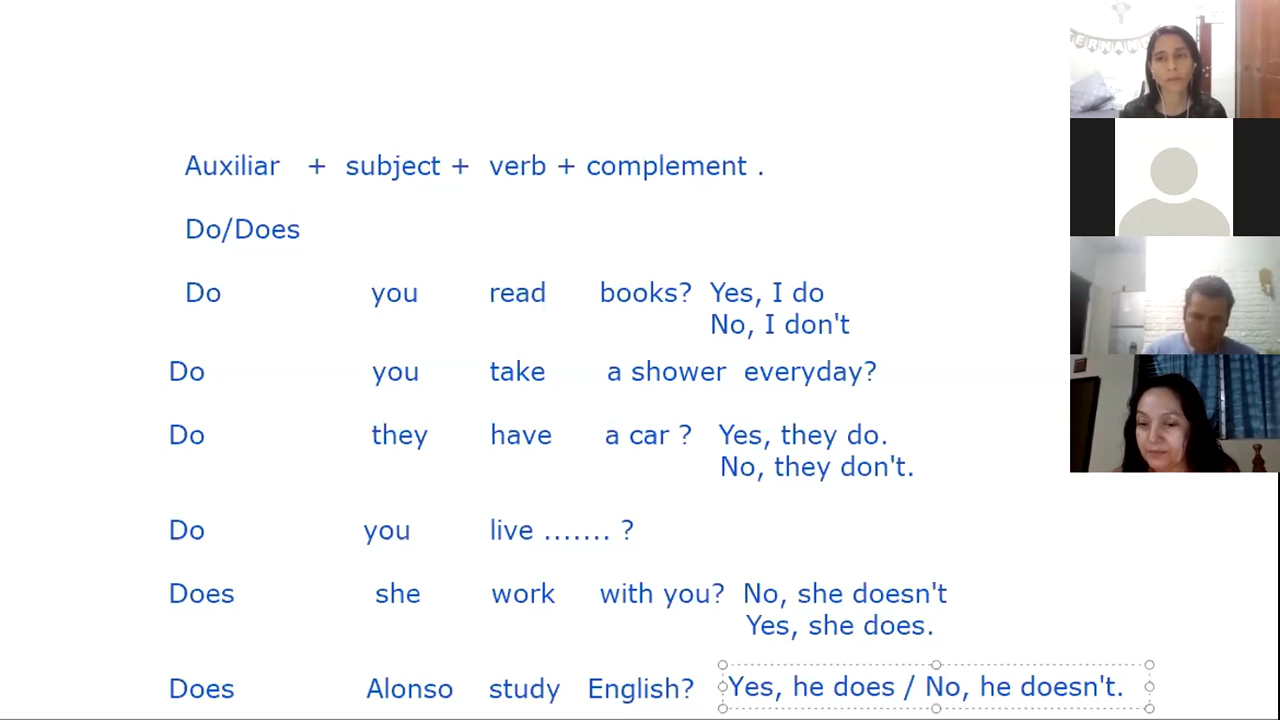 Auxiliar + subject + verb + complement .
Do/Does
Do you read books? Yes, I do
No, I don't
Do you take a shower everyday?
Do they have a car ? Yes, they do.
No, they don't.
Do you live ....... ?
Does she work with you? No, she doesn't
Yes, she does.
Does Alonso study English? Yes, he does / No, he doesn't.